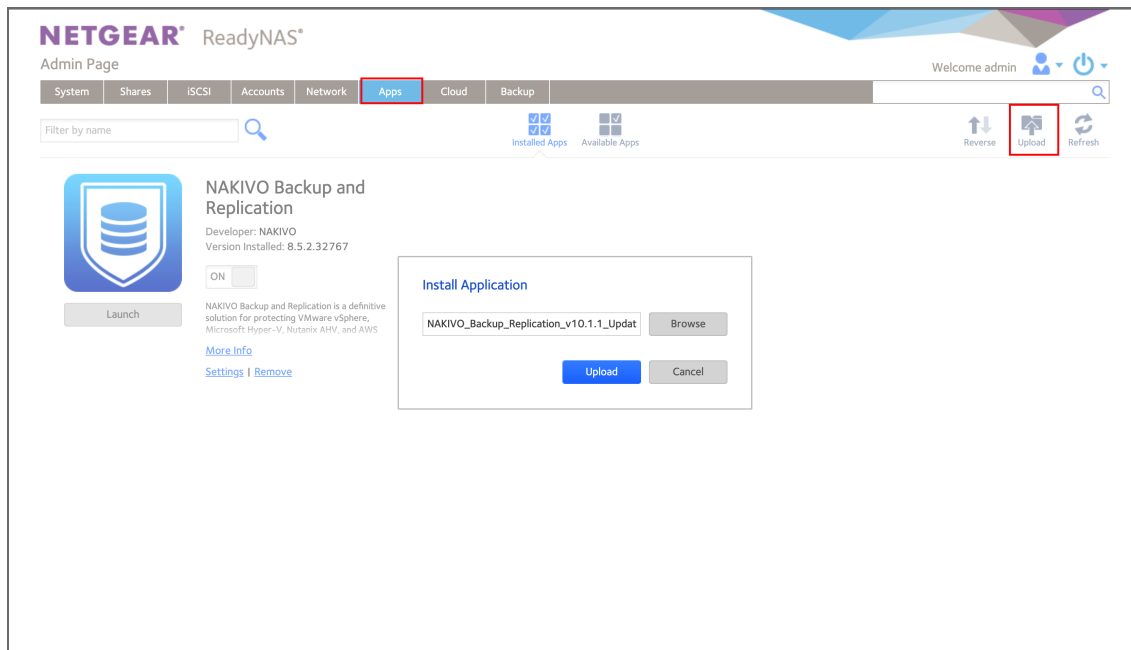 NETGEAR® ReadyNAS®
Admin Page
Welcome admin
System Shares iSCSI Accounts Network Apps Cloud Backup
Filter by name
Installed Apps Available Apps
Reverse Upload Refresh
NAKIVO Backup and
Replication
Developer: NAKIVO
Version Installed: 8.5.2.32767
ON
Launch
NAKIVO Backup and Replication is a definitive
solution for protecting VMware vSphere,
Microsoft Hyper-V, Nutanix AHV, and AWS
More Info
Settings | Remove
Install Application
NAKIVO_Backup_Replication_v10.1.1_Updat Browse
Upload Cancel